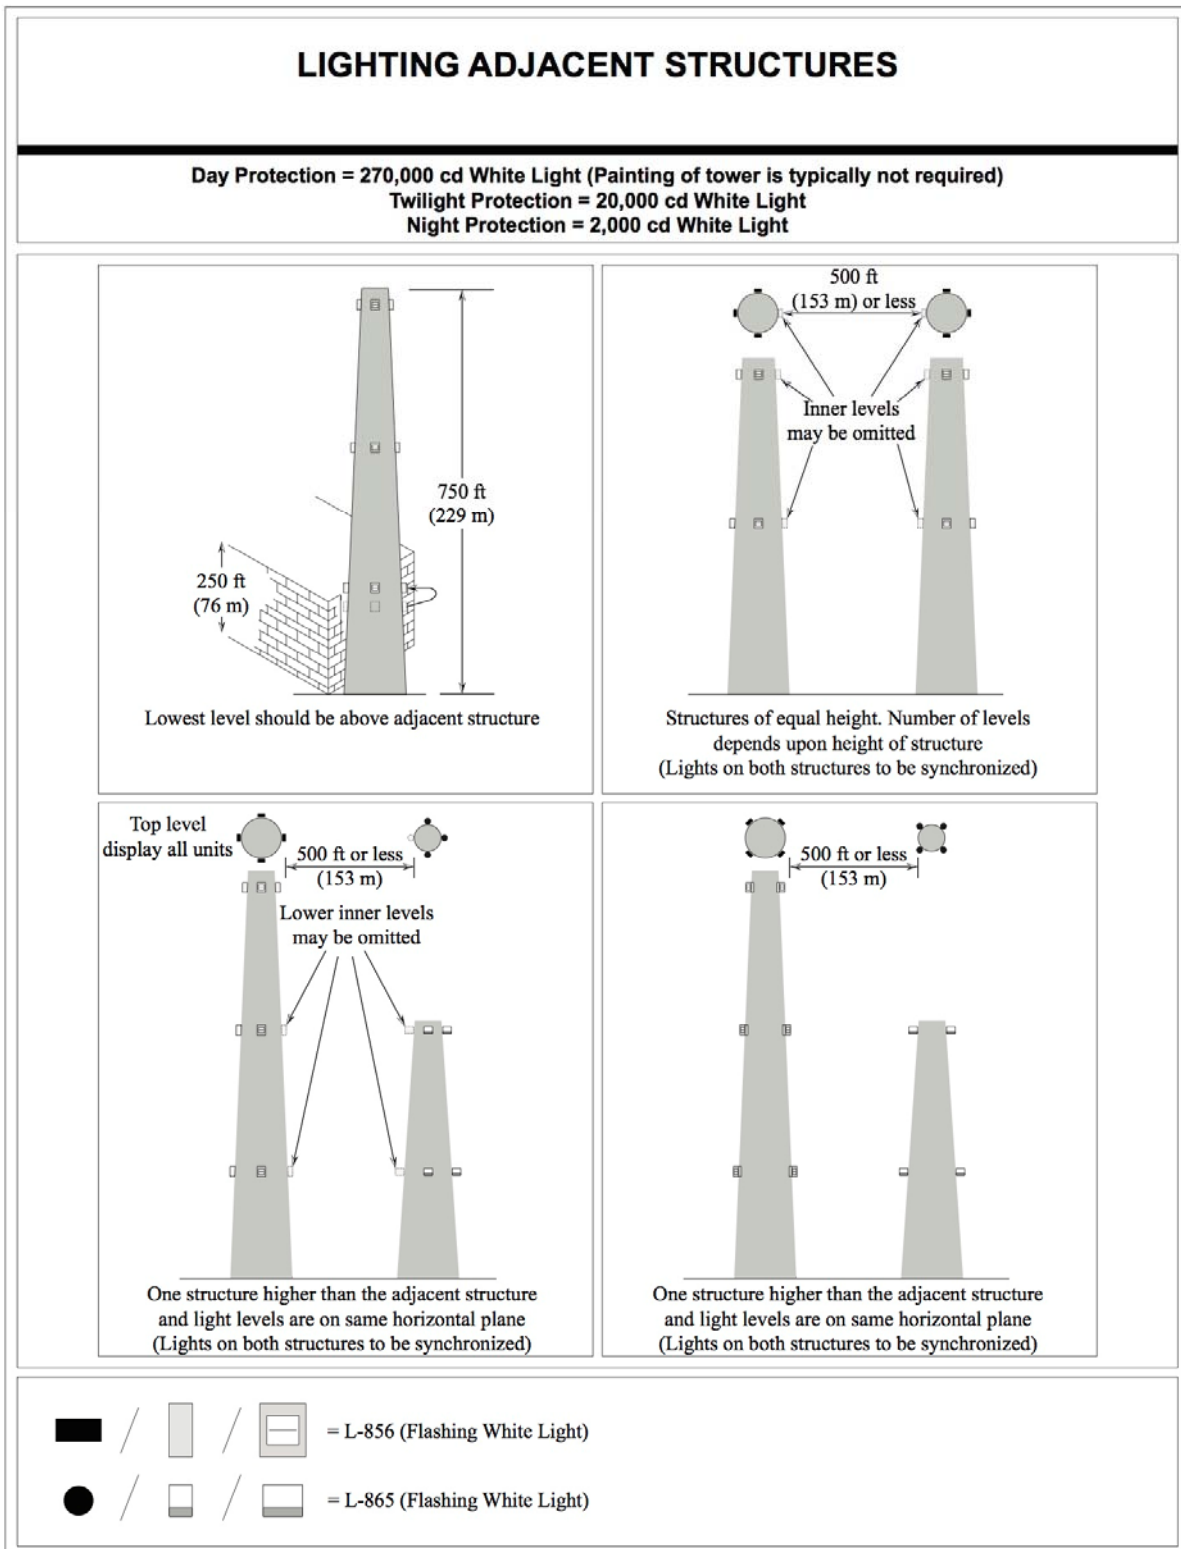 LIGHTING ADJACENT STRUCTURES
Day Protection = 270,000 cd White Light (Painting of tower is typically not required)
Twilight Protection = 20,000 cd White Light
Night Protection = 2,000 cd White Light
750 ft
(229 m)
250 ft
(76 m)
Lowest level should be above adjacent structure
500 ft
(153 m) or less
Inner levels
may be omitted
Structures of equal height. Number of levels
depends upon height of structure
(Lights on both structures to be synchronized)
Top level
display all units
500 ft or less
(153 m)
Lower inner levels
may be omitted
One structure higher than the adjacent structure
and light levels are on same horizontal plane
(Lights on both structures to be synchronized)
500 ft or less
(153 m)
One structure higher than the adjacent structure
and light levels are on same horizontal plane
(Lights on both structures to be synchronized)
/ / = L-856 (Flashing White Light)
/ / = L-865 (Flashing White Light)